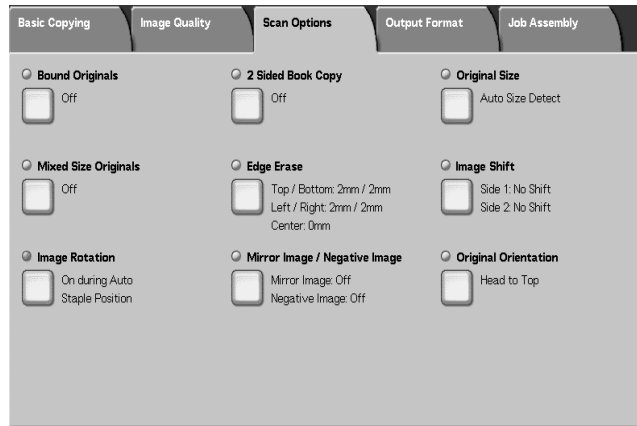 Basic Copying
Image Quality
Scan Options
Output Format
Job Assembly
Bound Originals
Off
2 Sided Book Copy
Off
Original Size
Auto Size Detect
Mixed Size Originals
Off
Edge Erase
Top / Bottom: 2mm / 2mm
Left / Right: 2mm / 2mm
Center: 0mm
Image Shift
Side 1: No Shift
Side 2: No Shift
Image Rotation
On during Auto
Staple Position
Mirror Image / Negative Image
Mirror Image: Off
Negative Image: Off
Original Orientation
Head to Top